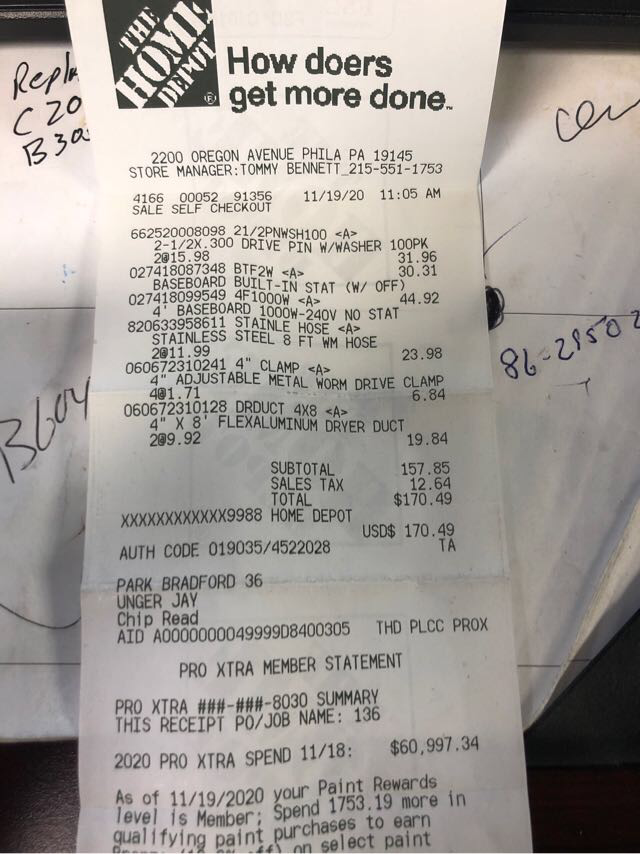 THE
HOME
DEPOT
®
How doers
get more done™
2200 OREGON AVENUE PHILA PA 19145
STORE MANAGER:TOMMY BENNETT_215-551-1753
4166 00052 91356 11/19/20 11:05 AM
SALE SELF CHECKOUT
662520008098 21/2PNWSH100 <A>
2-1/2X.300 DRIVE PIN W/WASHER 100PK
2@15.98 31.96
027418087348 BTF2W <A> 30.31
BASEBOARD BUILT-IN STAT (W/ OFF)
027418099549 4F1000W <A> 44.92
4' BASEBOARD 1000W-240V NO STAT
820633958611 STAINLE HOSE <A>
STAINLESS STEEL 8 FT WM HOSE
2@11.99 23.98
060672310241 4" CLAMP <A>
4" ADJUSTABLE METAL WORM DRIVE CLAMP
4@1.71 6.84
060672310128 DRDUCT 4X8 <A>
4" X 8' FLEXALUMINUM DRYER DUCT
2@9.92 19.84
SUBTOTAL 157.85
SALES TAX 12.64
TOTAL $170.49
XXXXXXXXXXXX9988 HOME DEPOT
USD$ 170.49
AUTH CODE 019035/4522028 TA
PARK BRADFORD 36
UNGER JAY
Chip Read
AID A0000000049999D8400305 THD PLCC PROX
PRO XTRA MEMBER STATEMENT
PRO XTRA ###-###-8030 SUMMARY
THIS RECEIPT PO/JOB NAME: 136
2020 PRO XTRA SPEND 11/18: $60,997.34
As of 11/19/2020 your Paint Rewards
level is Member; Spend 1753.19 more in
qualifying paint purchases to earn
on select paint
C 20
B30
86-21502
B604